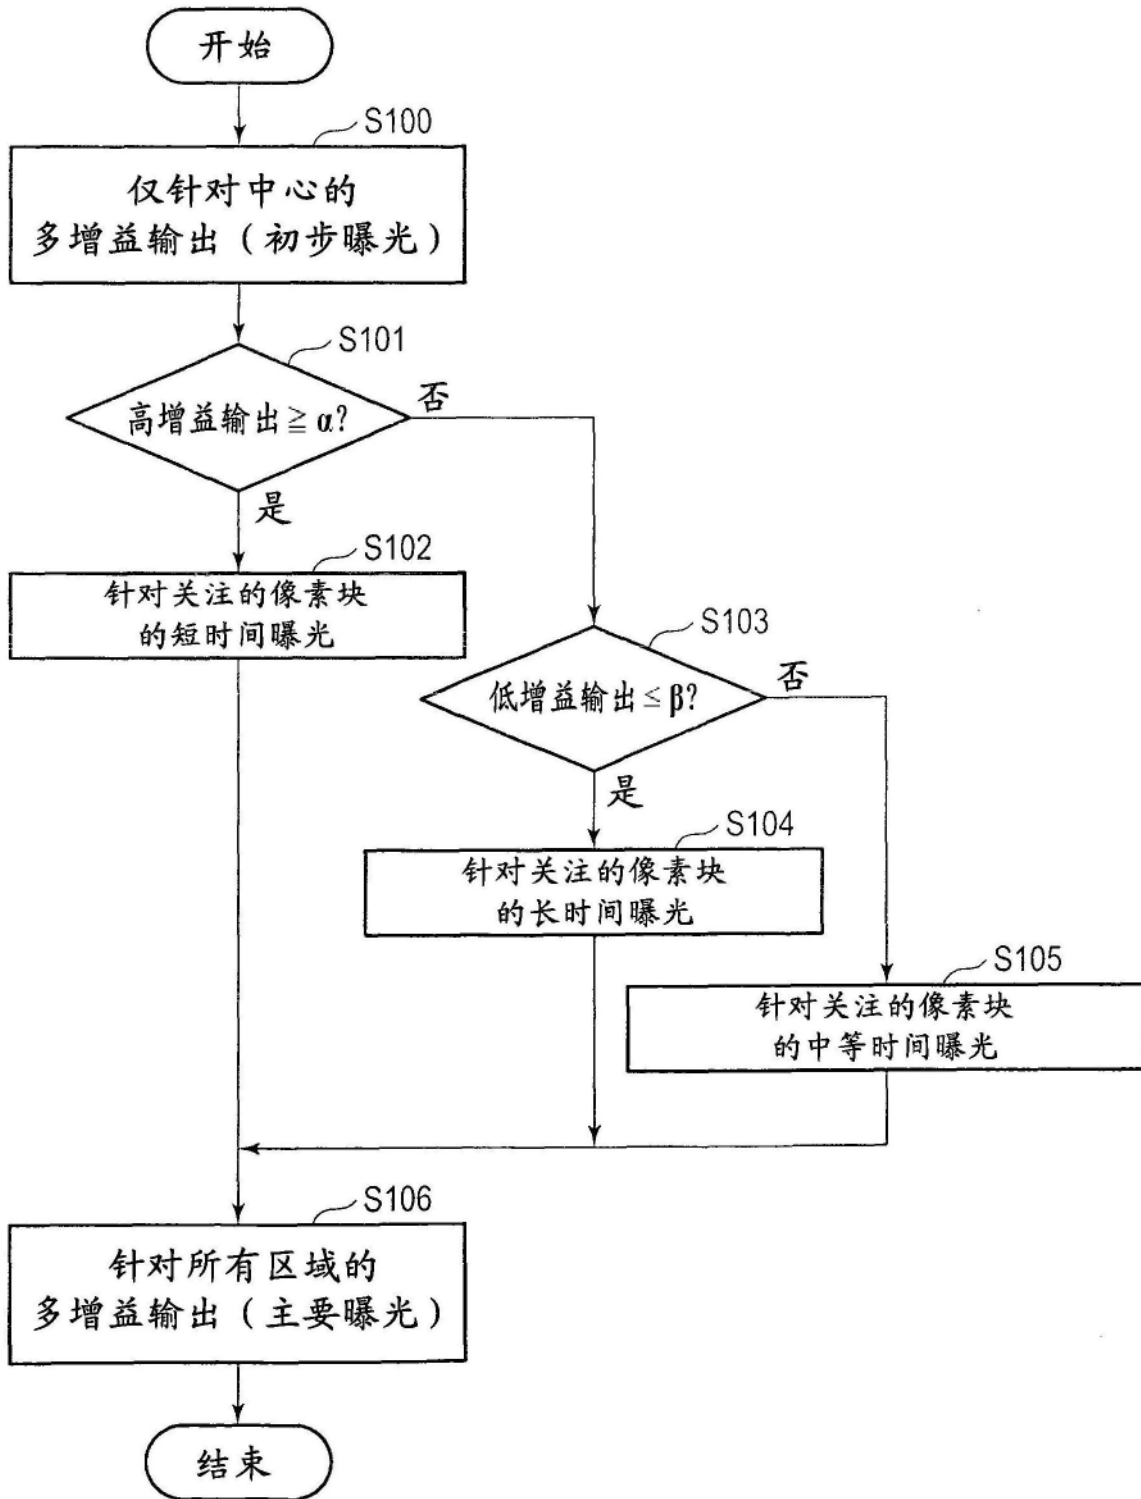 开始
S100
仅针对中心的
多增益输出（初步曝光）
S101
高增益输出≧α?
否
是
S102
针对关注的像素块
的短时间曝光
S103
低增益输出≦β?
否
是
S104
针对关注的像素块
的长时间曝光
S105
针对关注的像素块
的中等时间曝光
S106
针对所有区域的
多增益输出（主要曝光）
结束